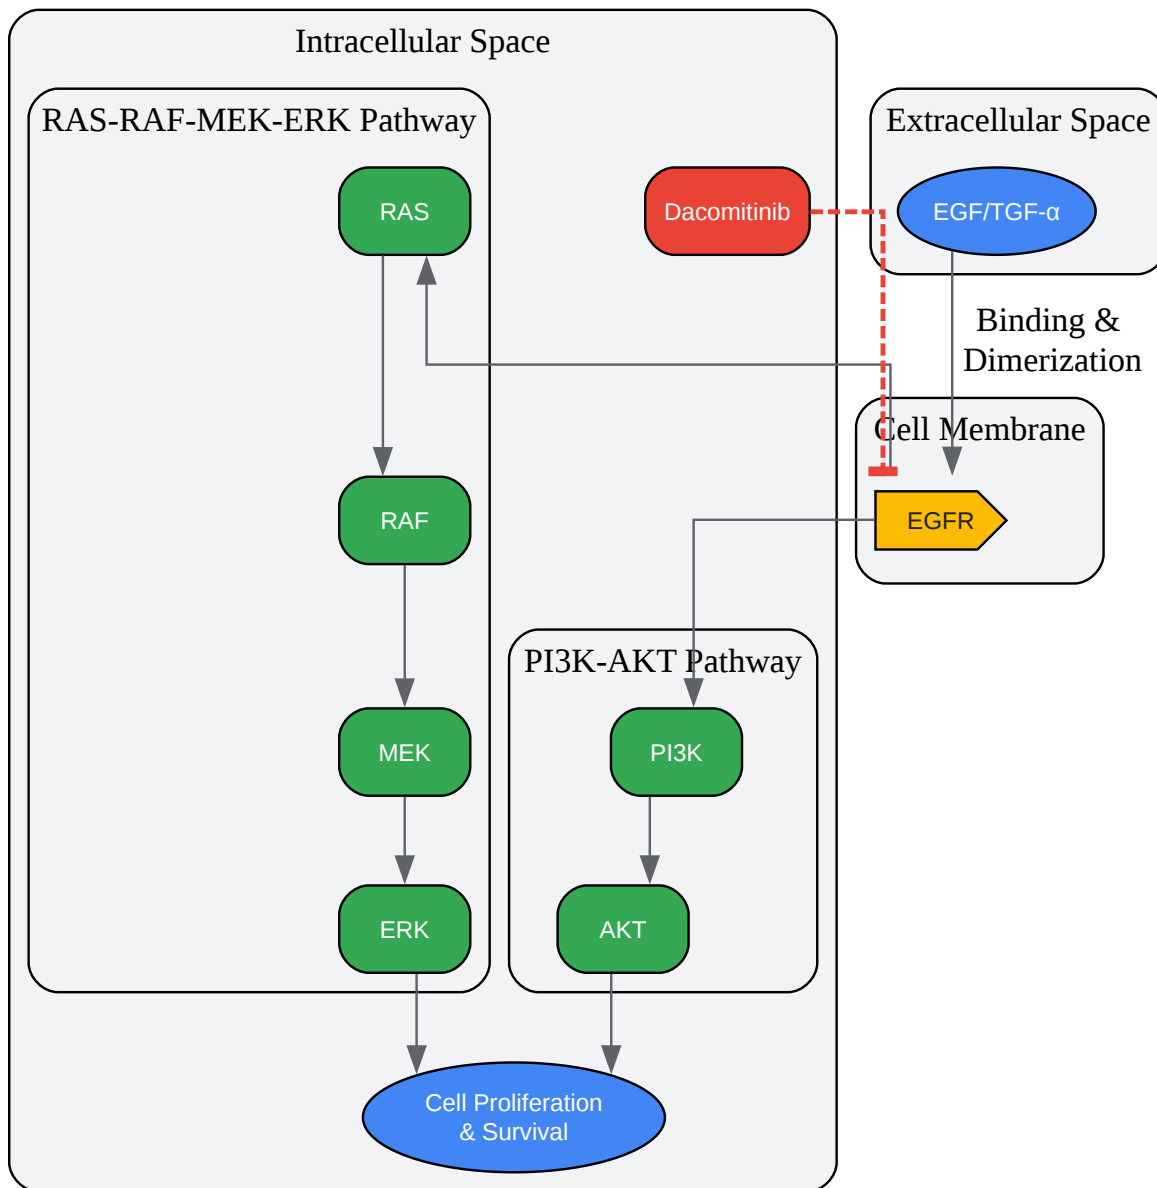 Intracellular Space
RAS-RAF-MEK-ERK Pathway
Extracellular Space
RAS
Dacomitinib
EGF/TGF-α
Binding &
Dimerization
Cell Membrane
RAF
EGFR
PI3K-AKT Pathway
MEK
PI3K
ERK
AKT
Cell Proliferation
& Survival